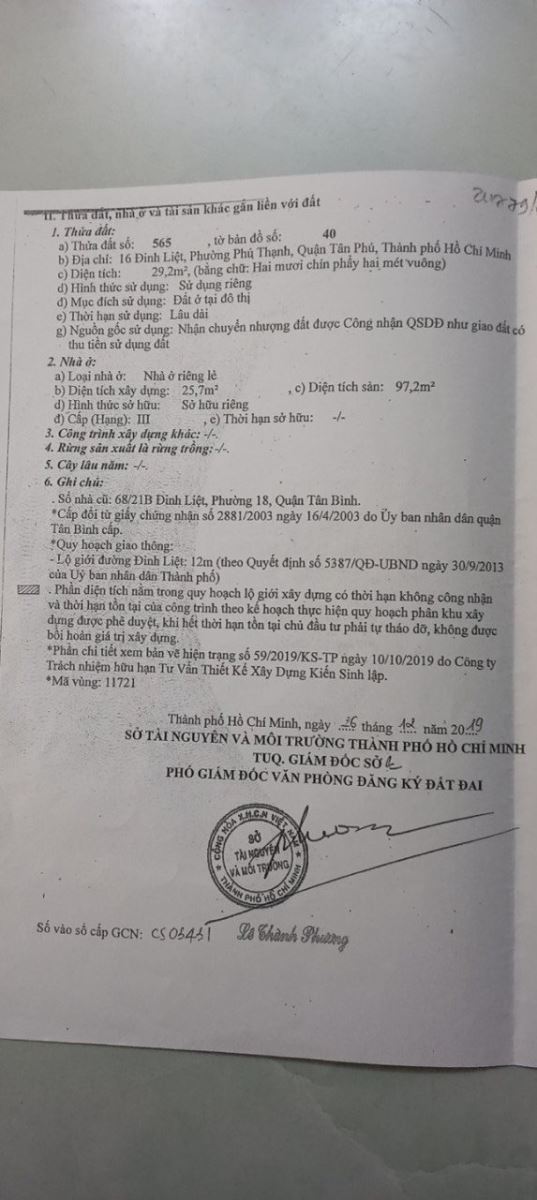 II. Thửa đất, nhà ở và tài sản khác gắn liền với đất
1. Thửa đất:
a) Thửa đất số: 565 , tờ bản đồ số: 40
b) Địa chỉ: 16 Đinh Liệt, Phường Phú Thạnh, Quận Tân Phú, Thành phố Hồ Chí Minh
c) Diện tích: 29,2m², (bằng chữ: Hai mươi chín phẩy hai mét vuông)
d) Hình thức sử dụng: Sử dụng riêng
đ) Mục đích sử dụng: Đất ở tại đô thị
e) Thời hạn sử dụng: Lâu dài
g) Nguồn gốc sử dụng: Nhận chuyển nhượng đất được Công nhận QSDĐ như giao đất có
thu tiền sử dụng đất
2. Nhà ở:
a) Loại nhà ở: Nhà ở riêng lẻ
b) Diện tích xây dựng: 25,7m² , c) Diện tích sàn: 97,2m²
d) Hình thức sở hữu: Sở hữu riêng
đ) Cấp (Hạng): III , e) Thời hạn sở hữu: -/-
3. Công trình xây dựng khác: -/-.
4. Rừng sản xuất là rừng trồng:-/-.
5. Cây lâu năm: -/-.
6. Ghi chú:
. Số nhà cũ: 68/21B Đinh Liệt, Phường 18, Quận Tân Bình.
*Cấp đổi từ giấy chứng nhận số 2881/2003 ngày 16/4/2003 do Ủy ban nhân dân quận
Tân Bình cấp.
*Quy hoạch giao thông:
- Lộ giới đường Đinh Liệt: 12m (theo Quyết định số 5387/QĐ-UBND ngày 30/9/2013
của Uỷ ban nhân dân Thành phố)
. Phần diện tích nằm trong quy hoạch lộ giới xây dựng có thời hạn không công nhận
và thời hạn tồn tại của công trình theo kế hoạch thực hiện quy hoạch phân khu xây
dựng được phê duyệt, khi hết thời hạn tồn tại chủ đầu tư phải tự tháo dỡ, không được
bồi hoàn giá trị xây dựng.
*Phần chi tiết xem bản vẽ hiện trạng số 59/2019/KS-TP ngày 10/10/2019 do Công ty
Trách nhiệm hữu hạn Tư Vấn Thiết Kế Xây Dựng Kiến Sinh lập.
*Mã vùng: 11721
Thành phố Hồ Chí Minh, ngày 26 tháng 12 năm 2019
SỞ TÀI NGUYÊN VÀ MÔI TRƯỜNG THÀNH PHỐ HỒ CHÍ MINH
TUQ. GIÁM ĐỐC SỞ
PHÓ GIÁM ĐỐC VĂN PHÒNG ĐĂNG KÝ ĐẤT ĐAI
CỘNG HÒA X.H.C.N VIỆT NAM
SỞ
TÀI NGUYÊN
VÀ MÔI TRƯỜNG
THÀNH PHỐ HỒ CHÍ MINH
Số vào sổ cấp GCN: CS05431 Lê Thành Phương